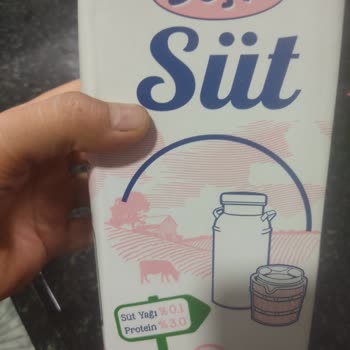 Süt
Süt Yağı %0.1
Protein %3.0